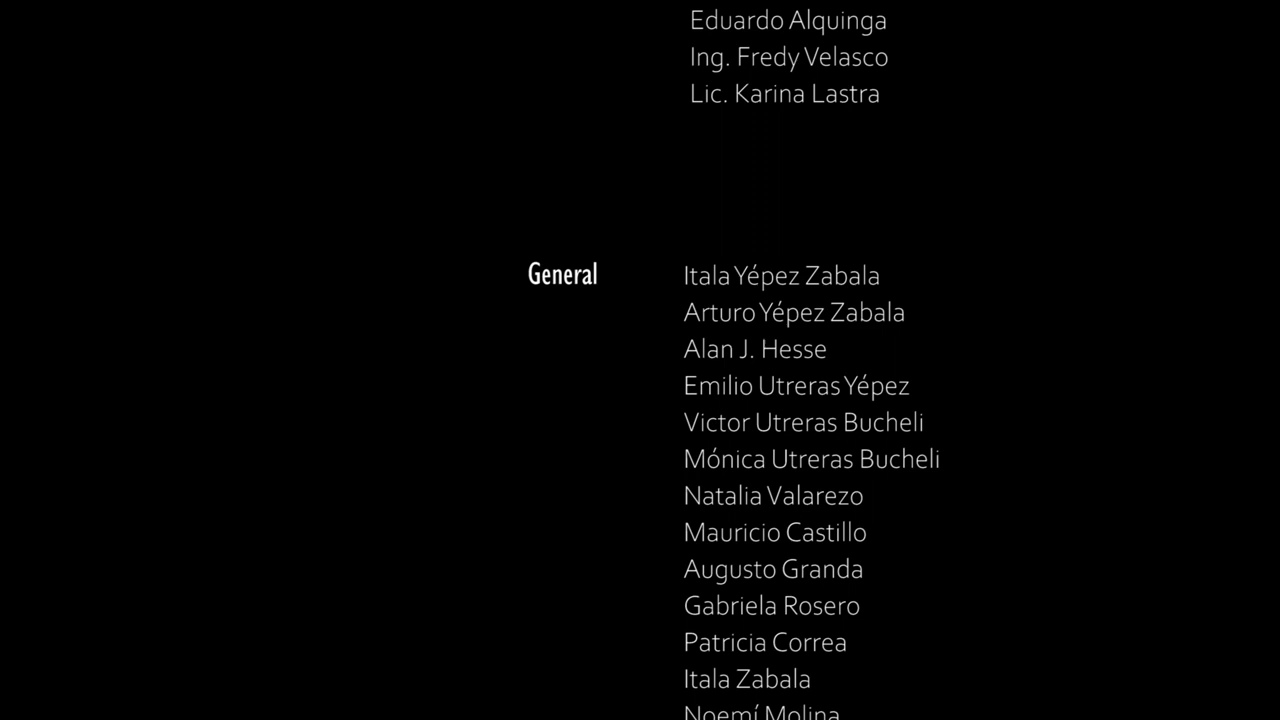 Eduardo Alquinga
Ing. Fredy Velasco
Lic. Karina Lastra
General Itala Yépez Zabala
Arturo Yépez Zabala
Alan J. Hesse
Emilio Utreras Yépez
Victor Utreras Bucheli
Mónica Utreras Bucheli
Natalia Valarezo
Mauricio Castillo
Augusto Granda
Gabriela Rosero
Patricia Correa
Itala Zabala
Noemí Molina